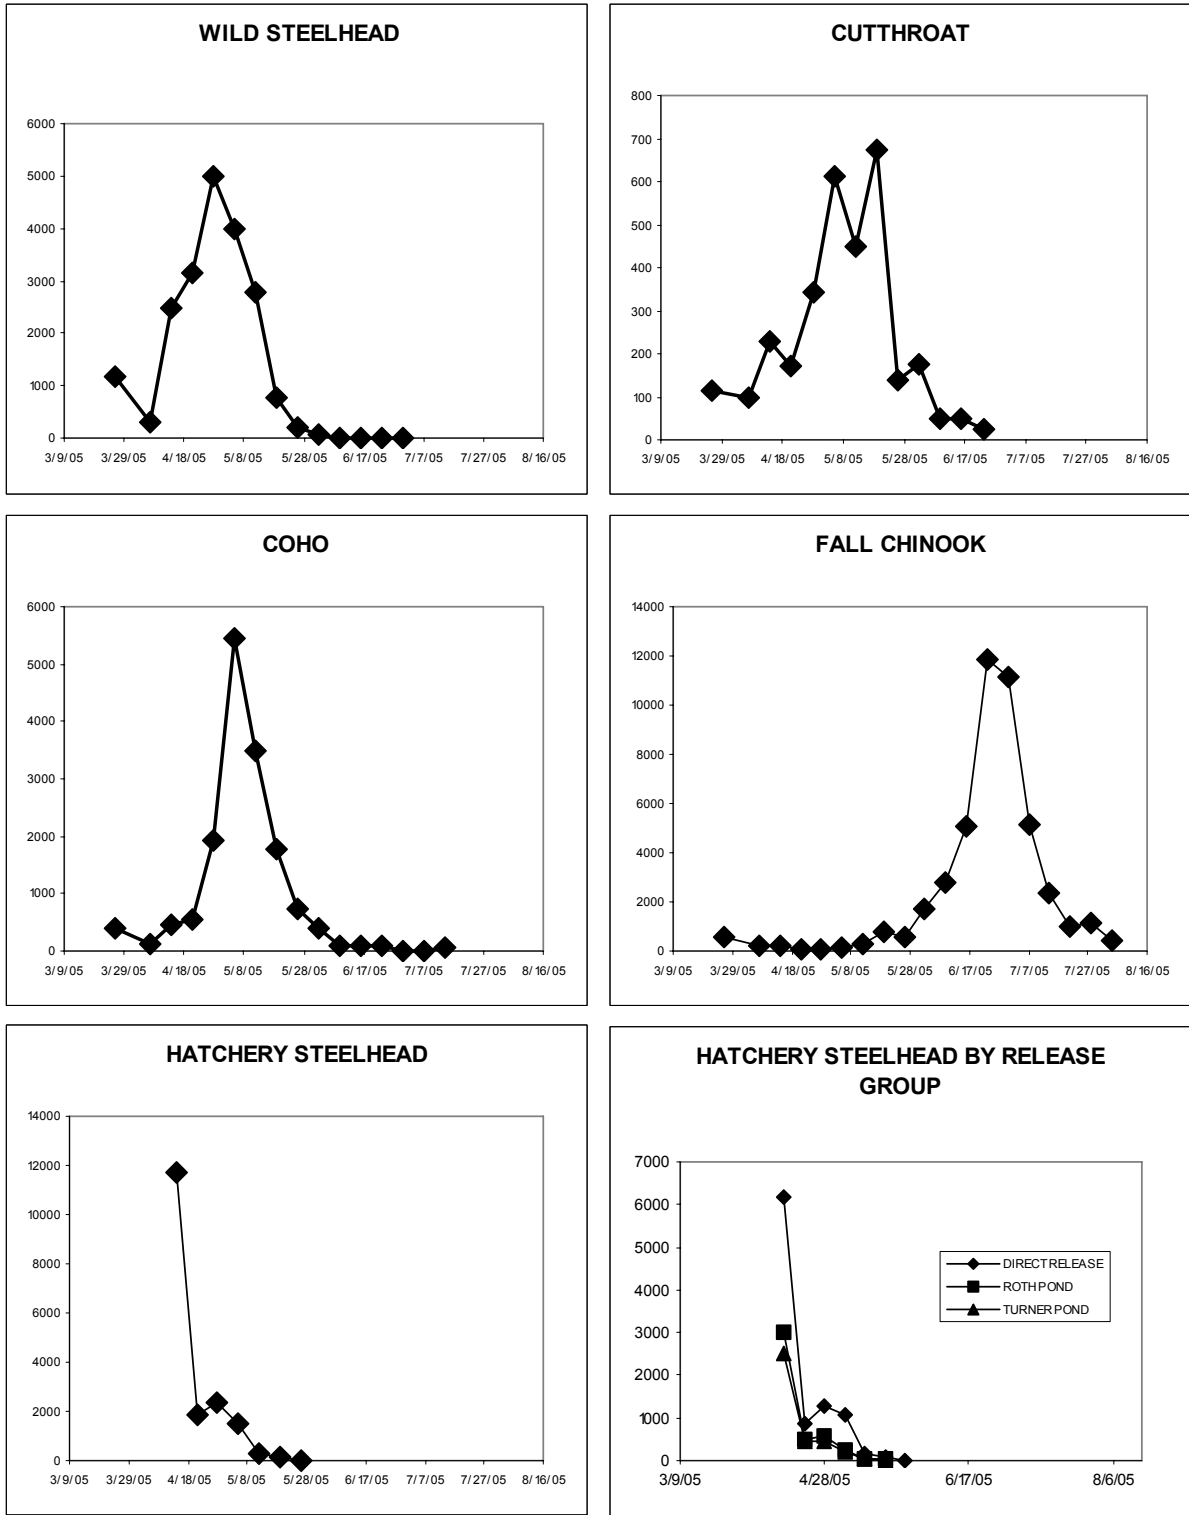 WILD STEELHEAD
6000
5000
4000
3000
2000
1000
0
3/9/05 3/29/05 4/18/05 5/8/05 5/28/05 6/17/05 7/7/05 7/27/05 8/16/05
CUTTHROAT
800
700
600
500
400
300
200
100
0
3/9/05 3/29/05 4/18/05 5/8/05 5/28/05 6/17/05 7/7/05 7/27/05 8/16/05
COHO
6000
5000
4000
3000
2000
1000
0
3/9/05 3/29/05 4/18/05 5/8/05 5/28/05 6/17/05 7/7/05 7/27/05 8/16/05
FALL CHINOOK
14000
12000
10000
8000
6000
4000
2000
0
3/9/05 3/29/05 4/18/05 5/8/05 5/28/05 6/17/05 7/7/05 7/27/05 8/16/05
HATCHERY STEELHEAD
14000
12000
10000
8000
6000
4000
2000
0
3/9/05 3/29/05 4/18/05 5/8/05 5/28/05 6/17/05 7/7/05 7/27/05 8/16/05
HATCHERY STEELHEAD BY RELEASE
GROUP
7000
6000
5000
4000
3000
2000
1000
0
3/9/05 4/28/05 6/17/05 8/6/05
DIRECT RELEASE
ROTH POND
TURNER POND